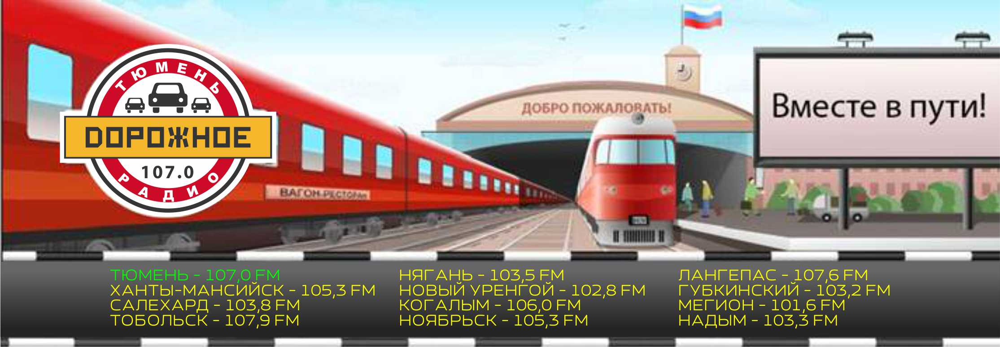 ТЮМЕНЬ
ДОРОЖНОЕ
107.0
РАДИО
ВАГОН-РЕСТОРАН
ДОБРО ПОЖАЛОВАТЬ!
Вместе в пути!
ТЮМЕНЬ - 107,0 FM
ХАНТЫ-МАНСИЙСК - 105,3 FM
САЛЕХАРД - 103,8 FM
ТОБОЛЬСК - 107,9 FM
НЯГАНЬ - 103,5 FM
НОВЫЙ УРЕНГОЙ - 102,8 FM
КОГАЛЫМ - 106,0 FM
НОЯБРЬСК - 105,3 FM
ЛАНГЕПАС - 107,6 FM
ГУБКИНСКИЙ - 103,2 FM
МЕГИОН - 101,6 FM
НАДЫМ - 103,3 FM